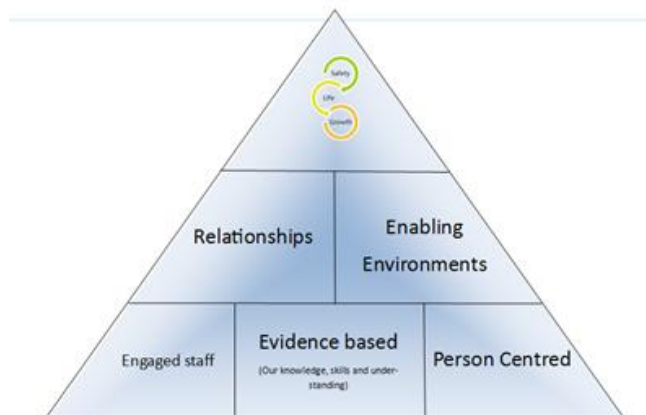 Safety
Life
Growth
Relationships
Enabling
Environments
Engaged staff
Evidence based
(Our knowledge, skills and under-
standing)
Person Centred